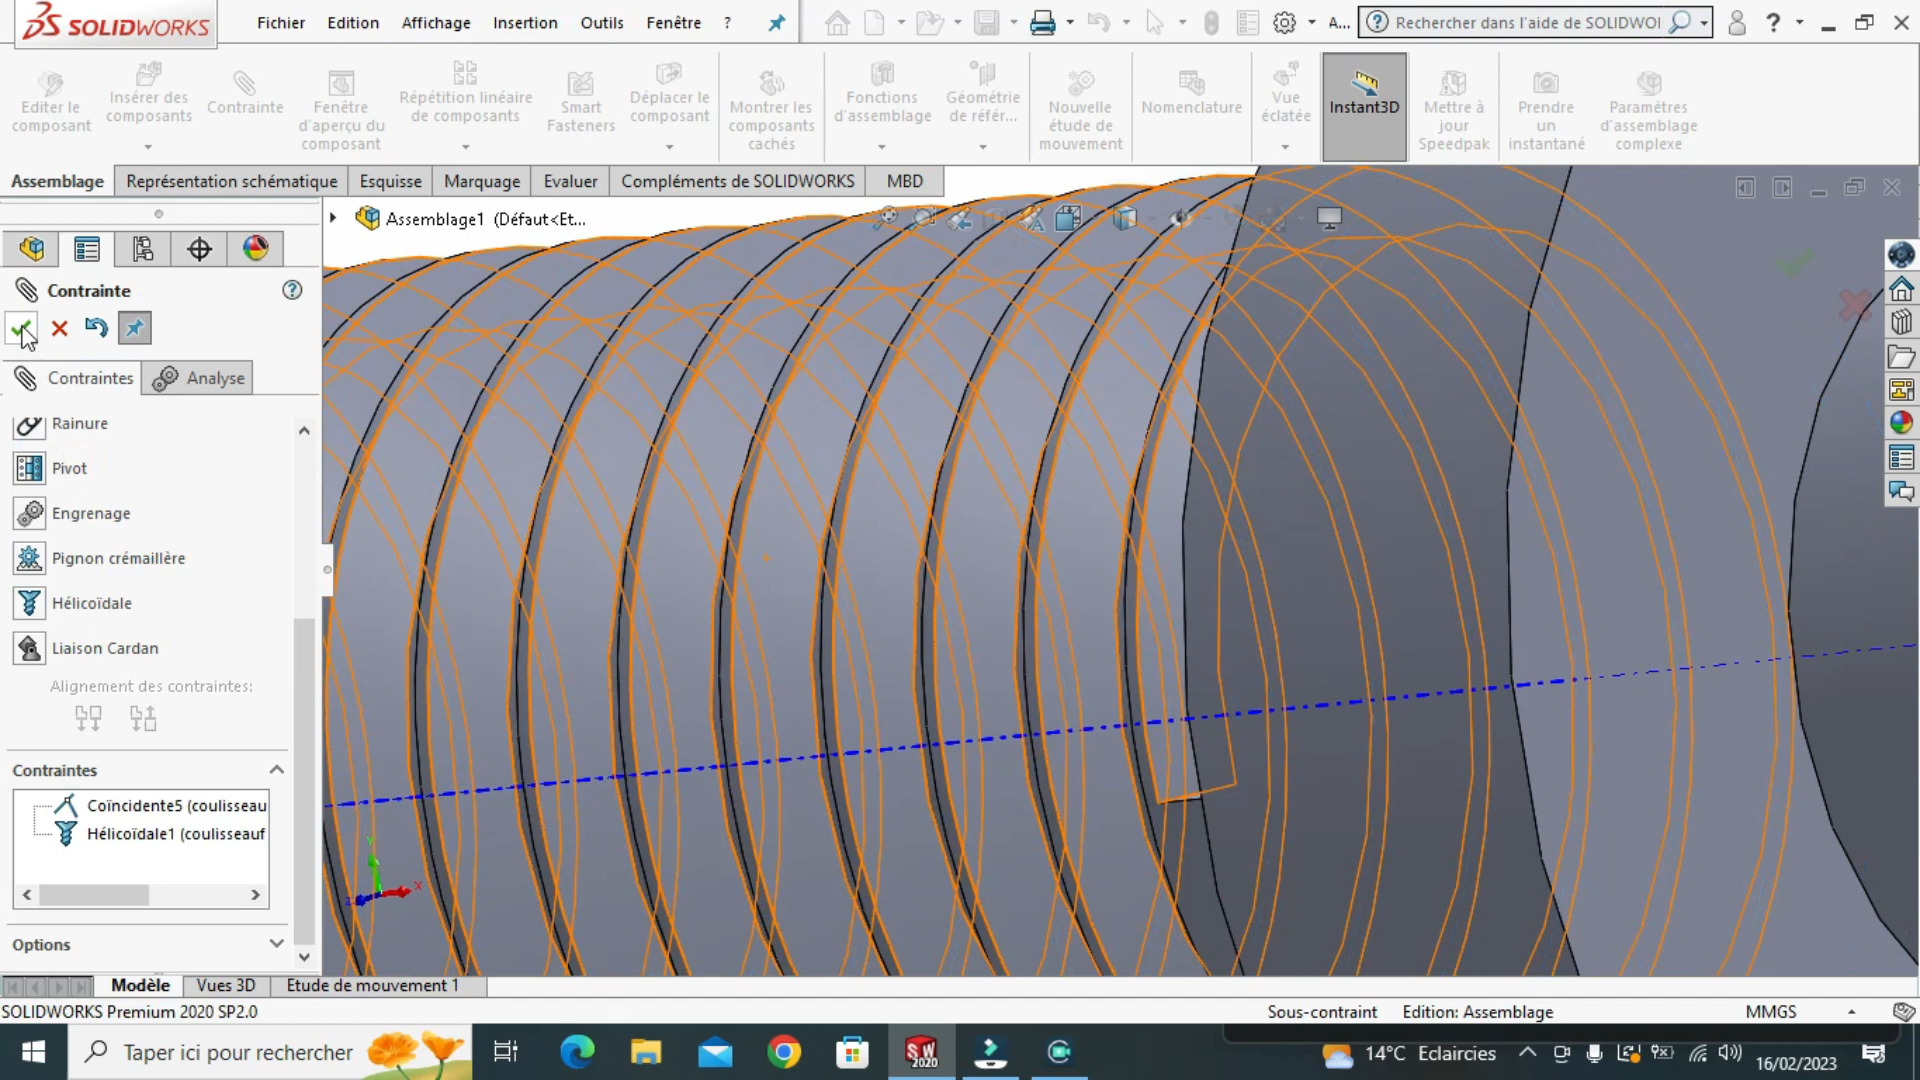 SOLIDWORKS
Fichier Edition Affichage Insertion Outils Fenêtre ?
A...
Rechercher dans l'aide de SOLIDWOI
?
Editer le composant
Insérer des composants
Contrainte
Fenêtre d'aperçu du composant
Répétition linéaire de composants
Smart Fasteners
Déplacer le composant
Montrer les composants cachés
Fonctions d'assemblage
Géométrie de référ...
Nouvelle étude de mouvement
Nomenclature
Vue éclatée
Instant3D
Mettre à jour Speedpak
Prendre un instantané
Paramètres d'assemblage complexe
Assemblage Représentation schématique Esquisse Marquage Evaluer Compléments de SOLIDWORKS MBD
Assemblage1 (Défaut<Et...
Contrainte
Contraintes Analyse
Rainure
Pivot
Engrenage
Pignon crémaillère
Hélicoïdale
Liaison Cardan
Alignement des contraintes:
Contraintes
Coïncidente5 (coulisseau
Hélicoïdale1 (coulisseauf
Options
Modèle Vues 3D Etude de mouvement 1
SOLIDWORKS Premium 2020 SP2.0
Sous-contraint Edition: Assemblage MMGS
Taper ici pour rechercher
SW 2020
14°C Eclaircies
16/02/2023